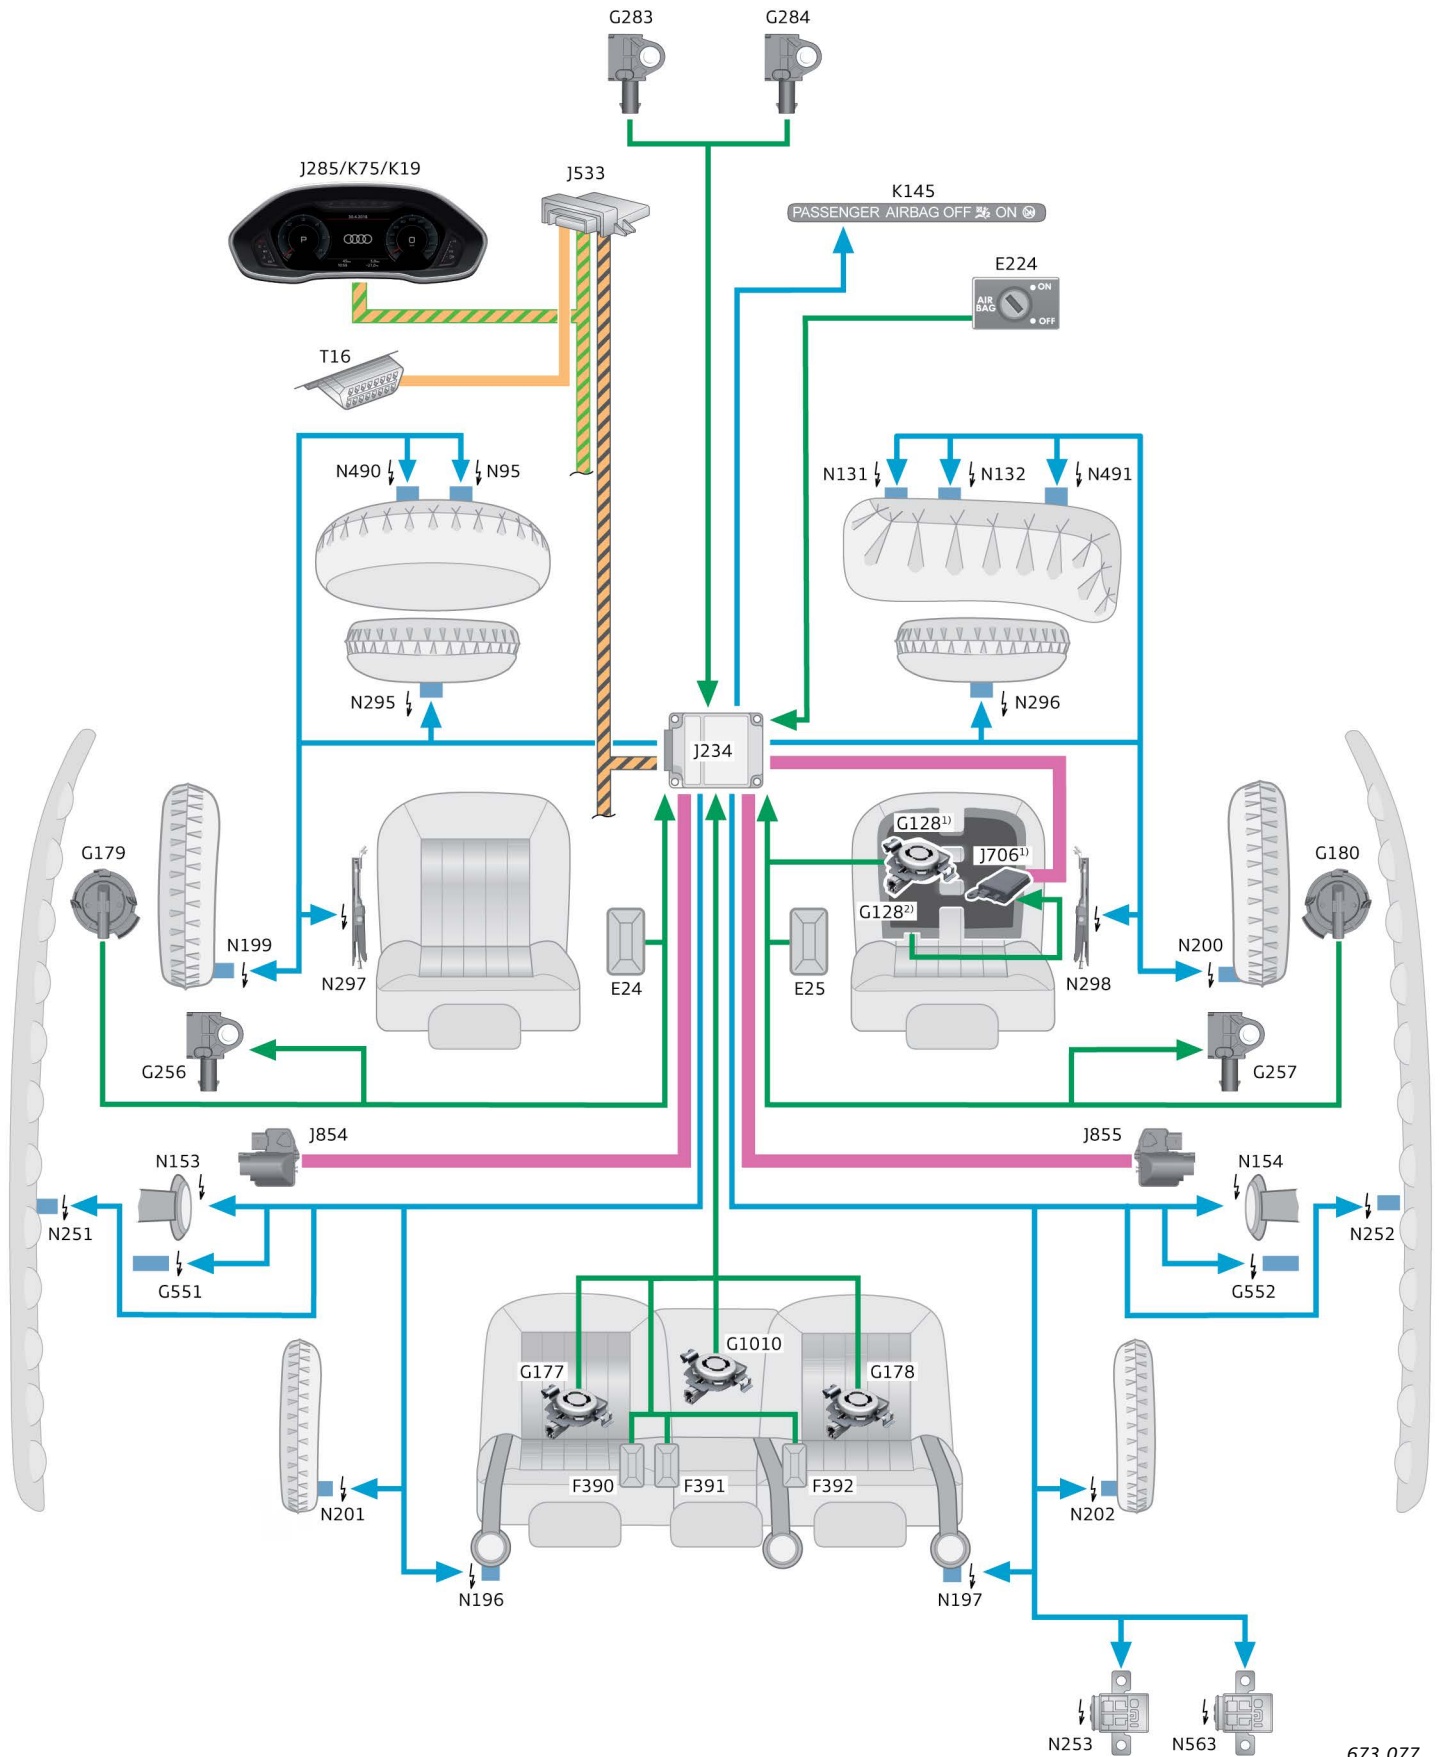 G283 G284
J285/K75/K19
J533
K145
PASSENGER AIRBAG OFF ON
E224
AIR BAG
ON
OFF
30.4.2018
P
T16
N490 N95
N131 N132 N491
N295
N296
J234
G128¹⁾
J706¹⁾
G128²⁾
G179
G180
N199
N200
N297
N298
E24
E25
G256
G257
J854
J855
N153
N154
N251
N252
G551
G552
G177
G1010
G178
F390 F391 F392
N201
N202
N196
N197
N253 N563
673_077